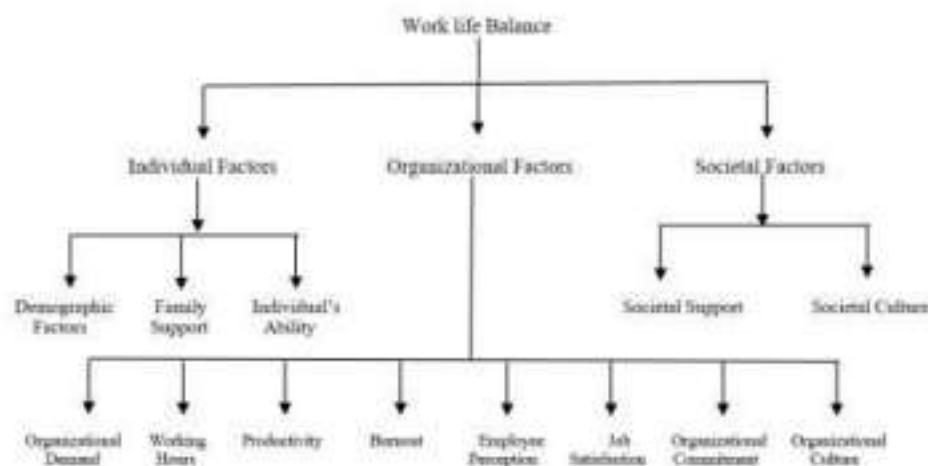 Work life Balance
Individual Factors
Organizational Factors
Societal Factors
Demographic
Factors
Family
Support
Individual's
Ability
Societal Support
Societal Culture
Organizational
Demand
Working
Hours
Productivity
Burnout
Employee
Perception
Job
Satisfaction
Organizational
Commitment
Organizational
Culture